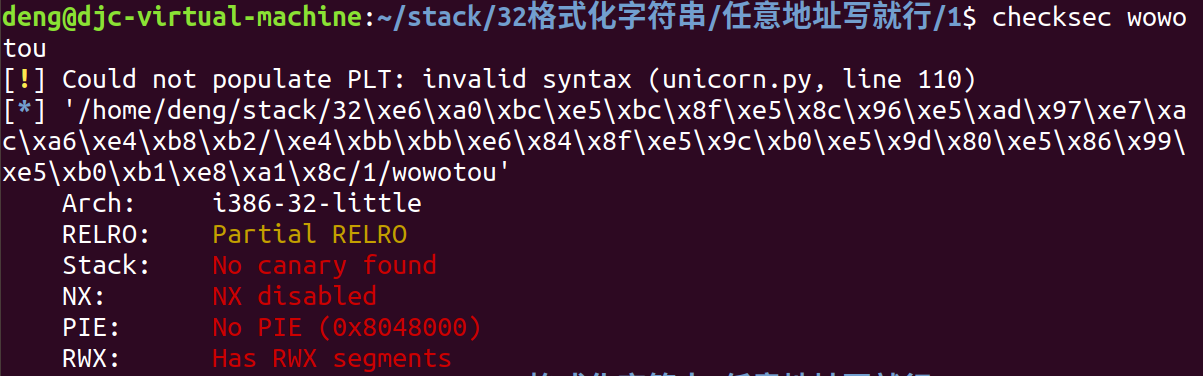 deng@djc-virtual-machine:~/stack/32格式化字符串/任意地址写就行/1$ checksec wowo
tou
[!] Could not populate PLT: invalid syntax (unicorn.py, line 110)
[*] '/home/deng/stack/32\xe6\xa0\xbc\xe5\xbc\x8f\xe5\x8c\x96\xe5\xad\x97\xe7\xa
c\xa6\xe4\xb8\xb2/\xe4\xbb\xbb\xe6\x84\x8f\xe5\x9c\xb0\xe5\x9d\x80\xe5\x86\x99\
xe5\xb0\xb1\xe8\xa1\x8c/1/wowotou'
    Arch:     i386-32-little
    RELRO:    Partial RELRO
    Stack:    No canary found
    NX:       NX disabled
    PIE:      No PIE (0x8048000)
    RWX:      Has RWX segments